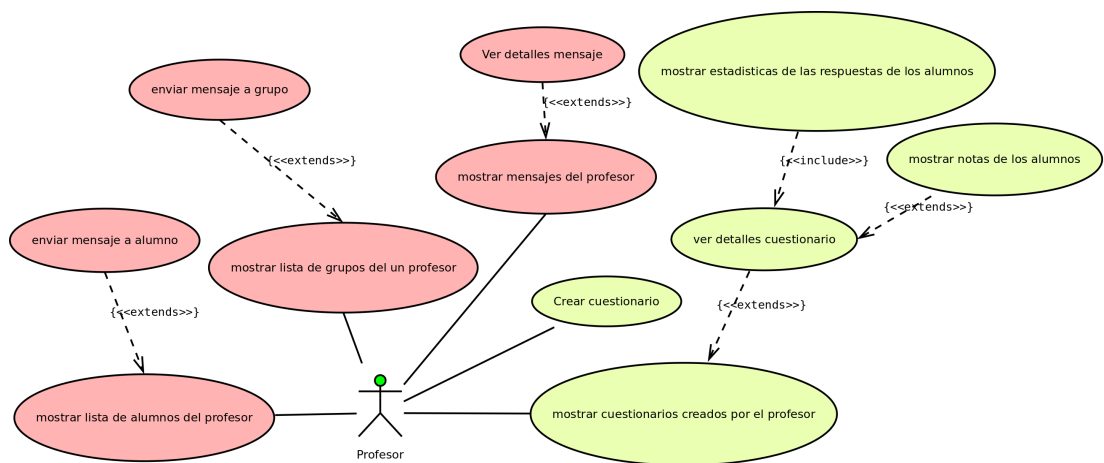 Ver detalles mensaje
mostrar estadisticas de las respuestas de los alumnos
enviar mensaje a grupo
{<<extends>>}
{<<extends>>}
{<<include>>}
mostrar notas de los alumnos
mostrar mensajes del profesor
{<<extends>>}
enviar mensaje a alumno
ver detalles cuestionario
mostrar lista de grupos del un profesor
Crear cuestionario
{<<extends>>}
{<<extends>>}
mostrar lista de alumnos del profesor
mostrar cuestionarios creados por el profesor
Profesor